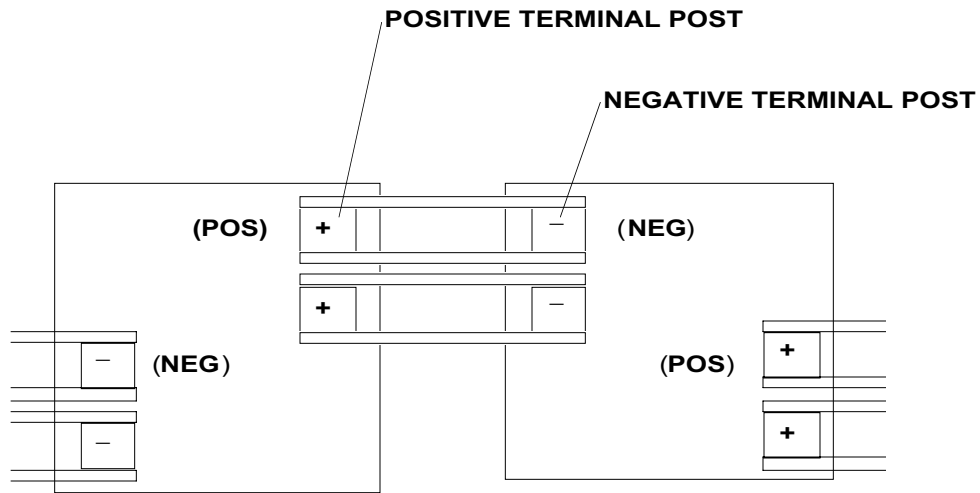 POSITIVE TERMINAL POST
NEGATIVE TERMINAL POST
(POS) + − (NEG)
+ −
− (NEG) (POS) +
− +